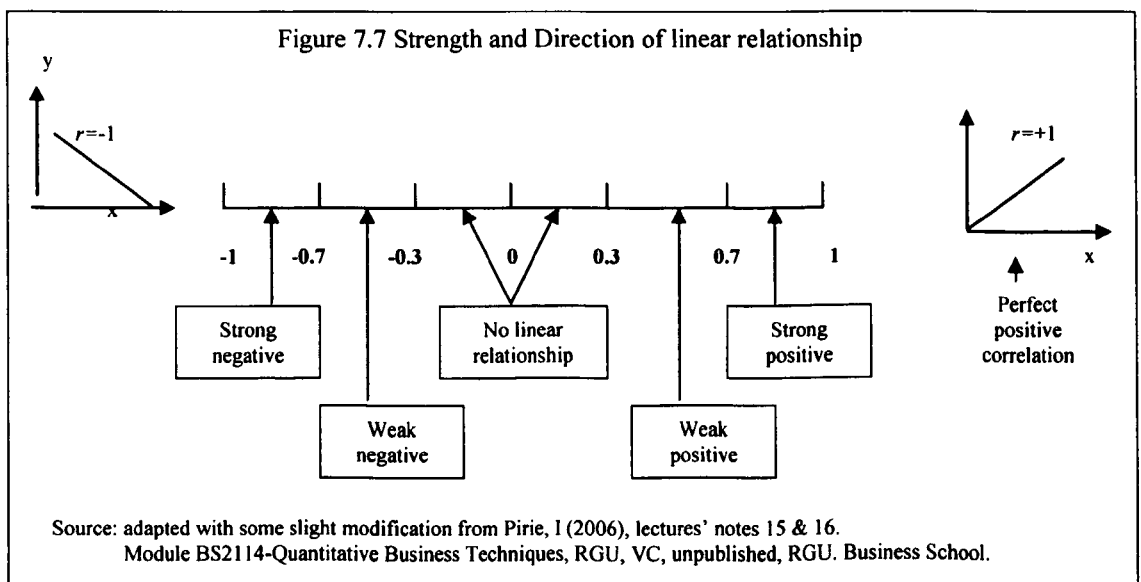 Figure 7.7 Strength and Direction of linear relationship
y
r=-1
x
r=+1
x
-1 -0.7 -0.3 0 0.3 0.7 1
Perfect
positive
correlation
Strong
negative
No linear
relationship
Strong
positive
Weak
negative
Weak
positive
Source: adapted with some slight modification from Pirie, I (2006), lectures' notes 15 & 16.
Module BS2114-Quantitative Business Techniques, RGU, VC, unpublished, RGU. Business School.